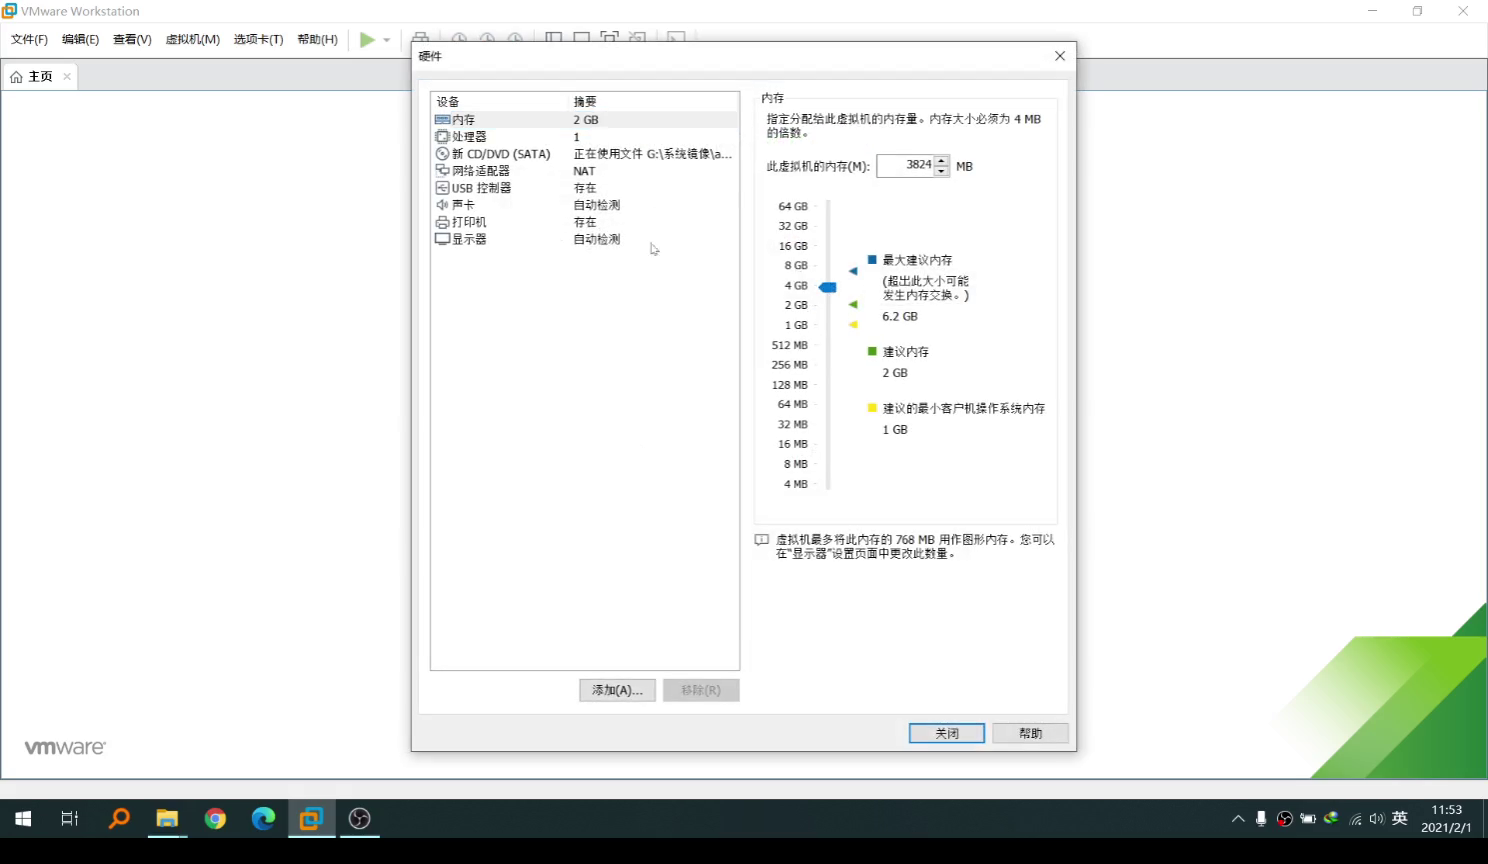 VMware Workstation
文件(F) 编辑(E) 查看(V) 虚拟机(M) 选项卡(T) 帮助(H)
主页
硬件
设备 摘要
内存 2 GB
处理器 1
新 CD/DVD (SATA) 正在使用文件 G:\系统镜像\a...
网络适配器 NAT
USB 控制器 存在
声卡 自动检测
打印机 存在
显示器 自动检测
添加(A)... 移除(R)
内存
指定分配给此虚拟机的内存量。内存大小必须为 4 MB
的倍数。
此虚拟机的内存(M): 3824 MB
64 GB
32 GB
16 GB
8 GB
4 GB
2 GB
1 GB
512 MB
256 MB
128 MB
64 MB
32 MB
16 MB
8 MB
4 MB
最大建议内存
(超出此大小可能
发生内存交换。)
6.2 GB
建议内存
2 GB
建议的最小客户机操作系统内存
1 GB
虚拟机最多将此内存的 768 MB 用作图形内存。您可以
在“显示器”设置页面中更改此数量。
关闭 帮助
vmware
英
11:53
2021/2/1